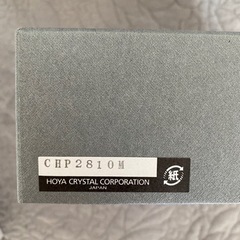 CHP2810M
HOYA CRYSTAL CORPORATION
JAPAN
紙